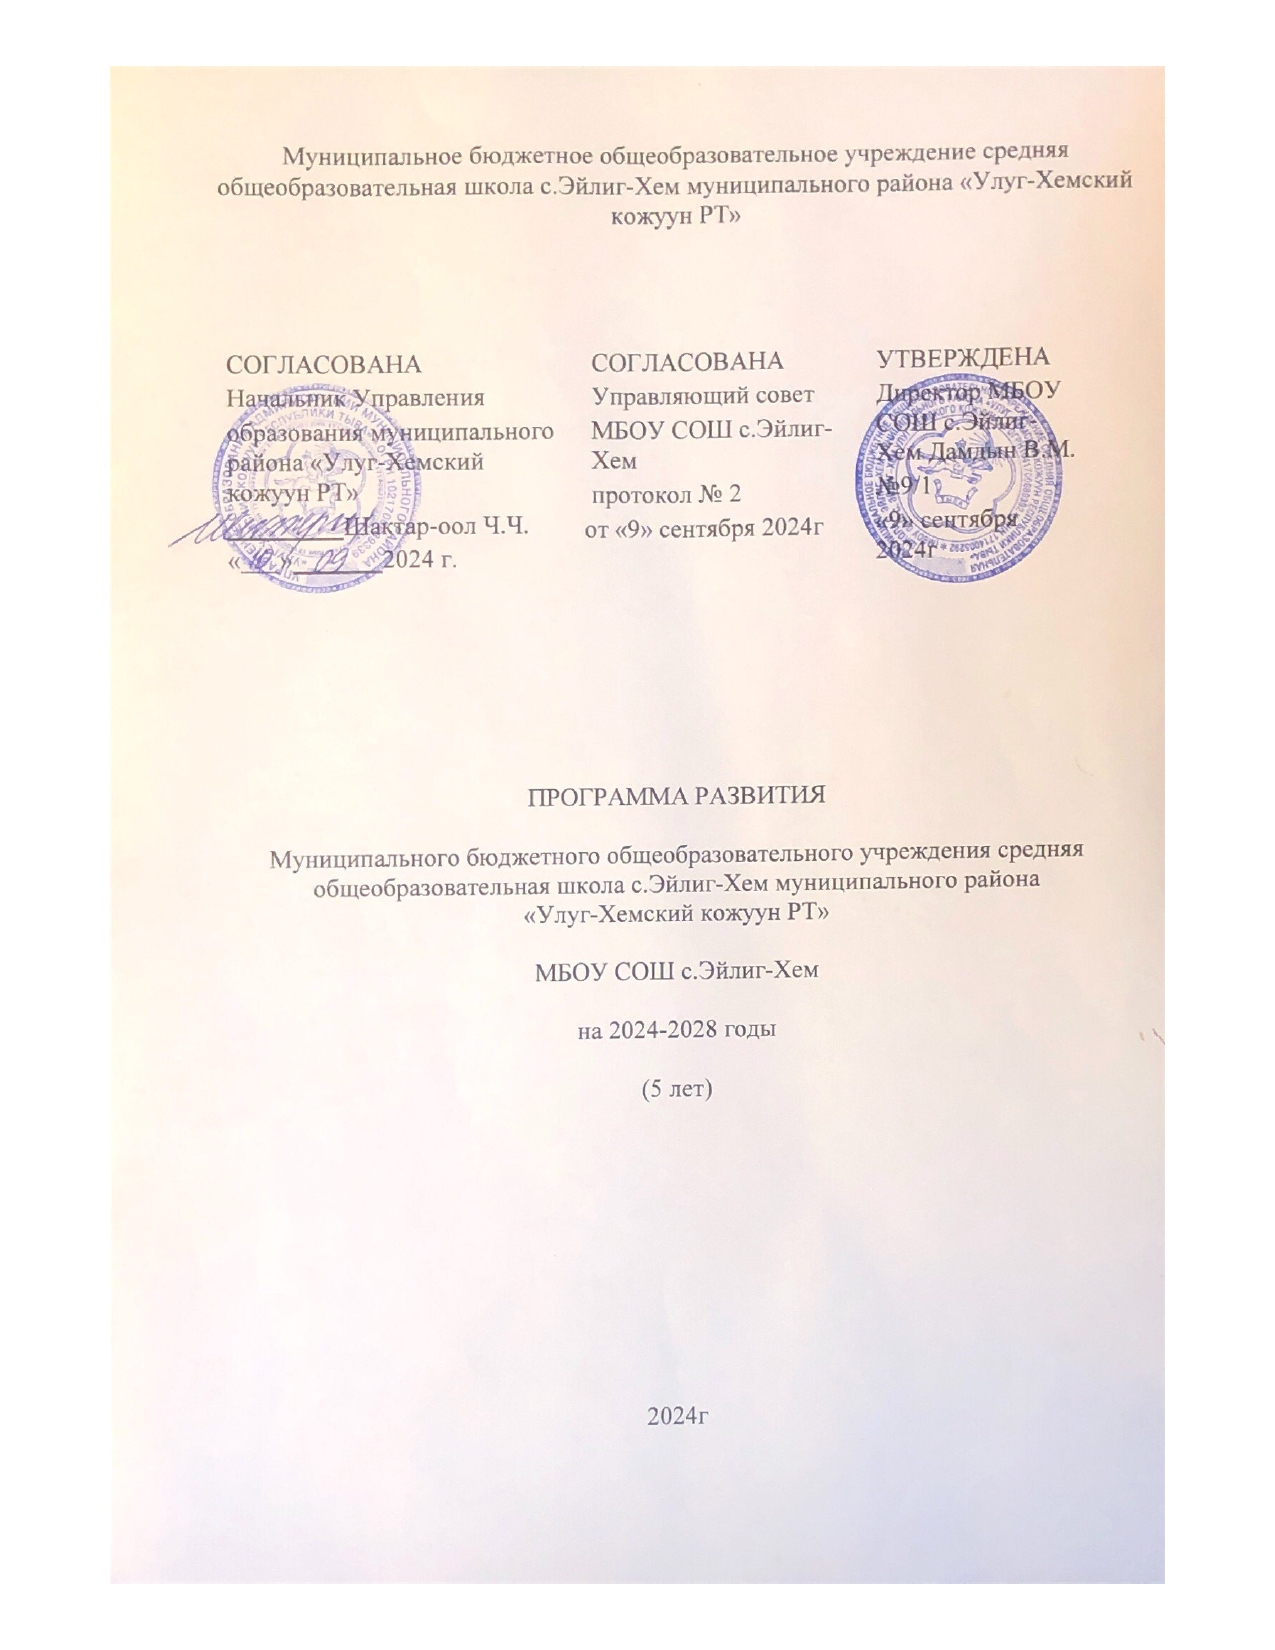 Муниципальное бюджетное общеобразовательное учреждение средняя
общеобразовательная школа с.Эйлиг-Хем муниципального района «Улуг-Хемский
кожуун РТ»
СОГЛАСОВАНА
Начальник Управления
образования муниципального
района «Улуг-Хемский
кожуун РТ»
Шактар-оол Ч.Ч.
«10» 09 2024 г.
СОГЛАСОВАНА
Управляющий совет
МБОУ СОШ с.Эйлиг-
Хем
протокол № 2
от «9» сентября 2024г
УТВЕРЖДЕНА
Директор МБОУ
СОШ с.Эйлиг-
Хем Дамдын В.М.
№9/1
«9» сентября
2024г
ПРОГРАММА РАЗВИТИЯ
Муниципального бюджетного общеобразовательного учреждения средняя
общеобразовательная школа с.Эйлиг-Хем муниципального района
«Улуг-Хемский кожуун РТ»
МБОУ СОШ с.Эйлиг-Хем
на 2024-2028 годы
(5 лет)
2024г